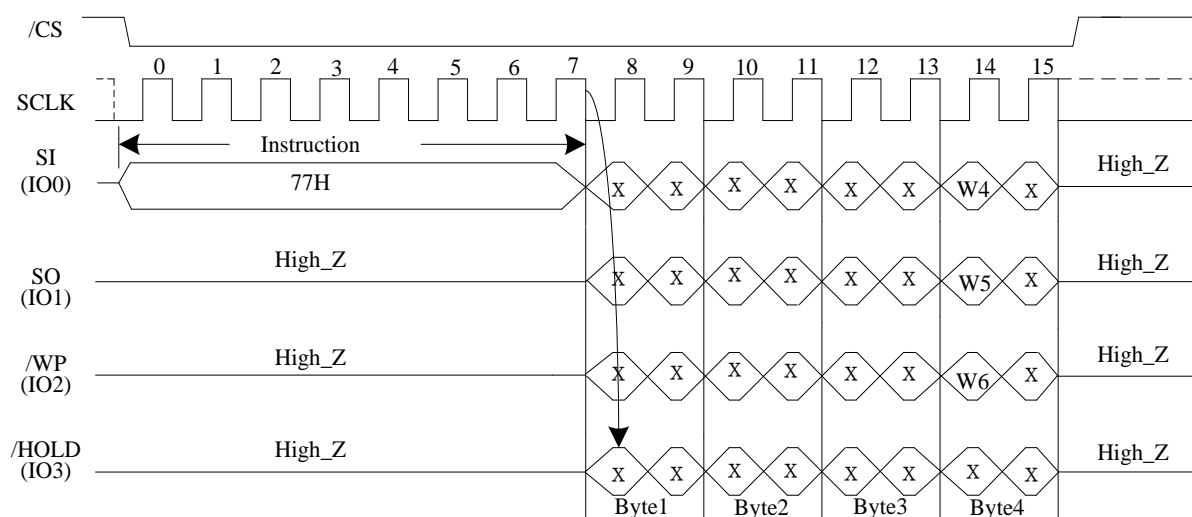 /CS
0 1 2 3 4 5 6 7 8 9 10 11 12 13 14 15
SCLK
Instruction
SI
(IO0)
77H
X X X X X X W4 X
High_Z
SO
(IO1)
High_Z
X X X X X X W5 X
High_Z
/WP
(IO2)
High_Z
X X X X X X W6 X
High_Z
/HOLD
(IO3)
High_Z
X X X X X X X X
High_Z
Byte1 Byte2 Byte3 Byte4